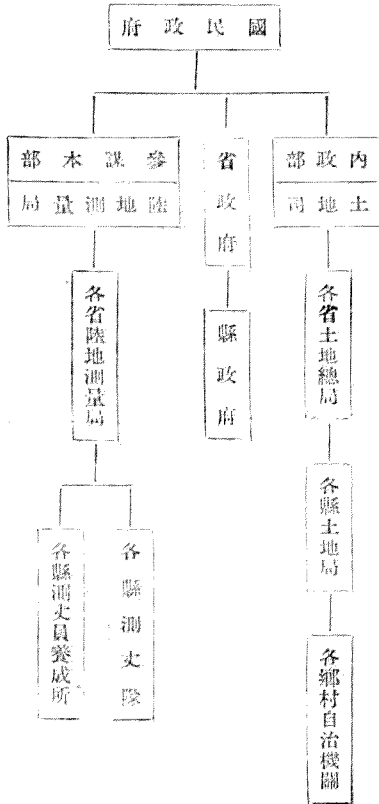 國民政府
內政部
土地司
省政府
參謀本部
陸地測量局
各省土地總局
縣政府
各省陸地測量局
各縣土地局
各縣測丈隊
各縣測丈員養成所
各鄉村自治機關